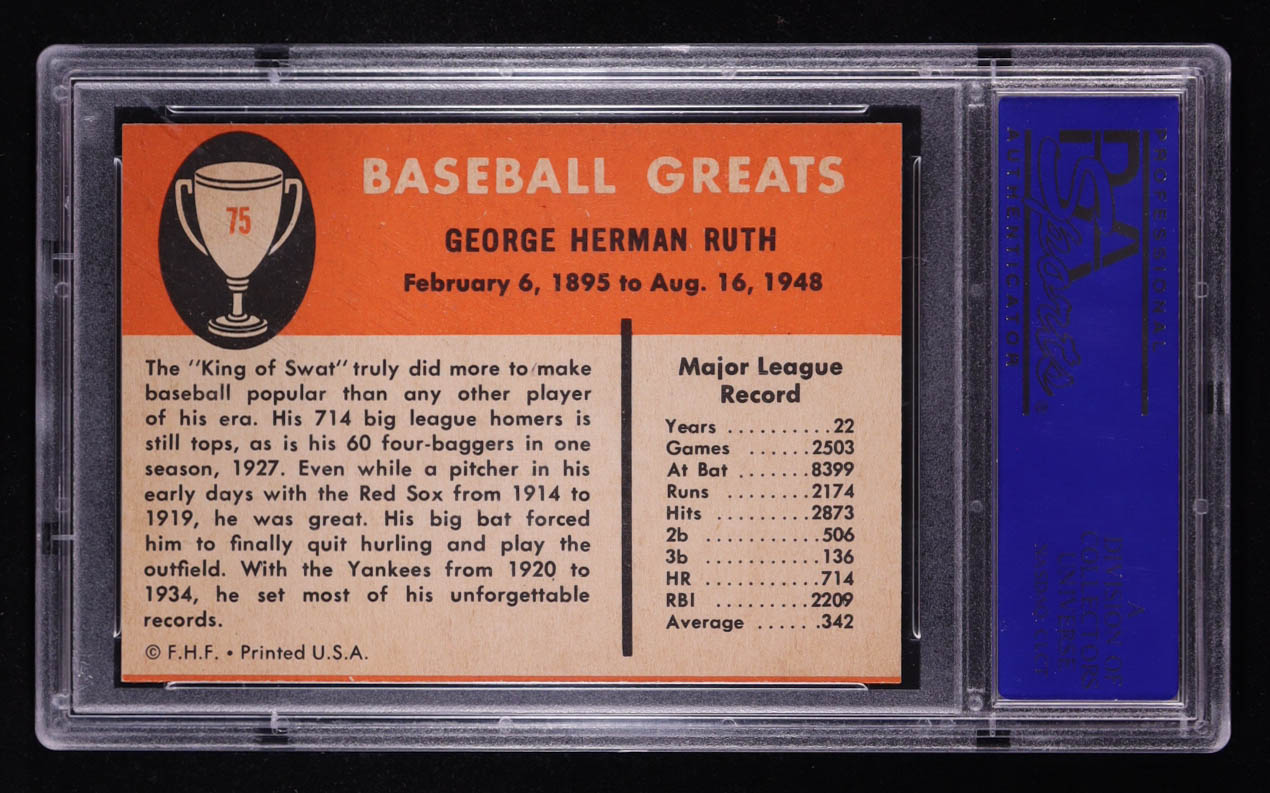 75
BASEBALL GREATS
GEORGE HERMAN RUTH
February 6, 1895 to Aug. 16, 1948
The "King of Swat" truly did more to make
baseball popular than any other player
of his era. His 714 big league homers is
still tops, as is his 60 four-baggers in one
season, 1927. Even while a pitcher in his
early days with the Red Sox from 1914 to
1919, he was great. His big bat forced
him to finally quit hurling and play the
outfield. With the Yankees from 1920 to
1934, he set most of his unforgettable
records.
© F.H.F. • Printed U.S.A.
Major League
Record
Years ..........22
Games ......2503
At Bat ........8399
Runs .........2174
Hits .........2873
2b ...........506
3b ...........136
HR ...........714
RBI .........2209
Average ......342
PROFESSIONAL
PSA
Sports
AUTHENTICATOR
A
DIVISION OF
COLLECTORS
UNIVERSE